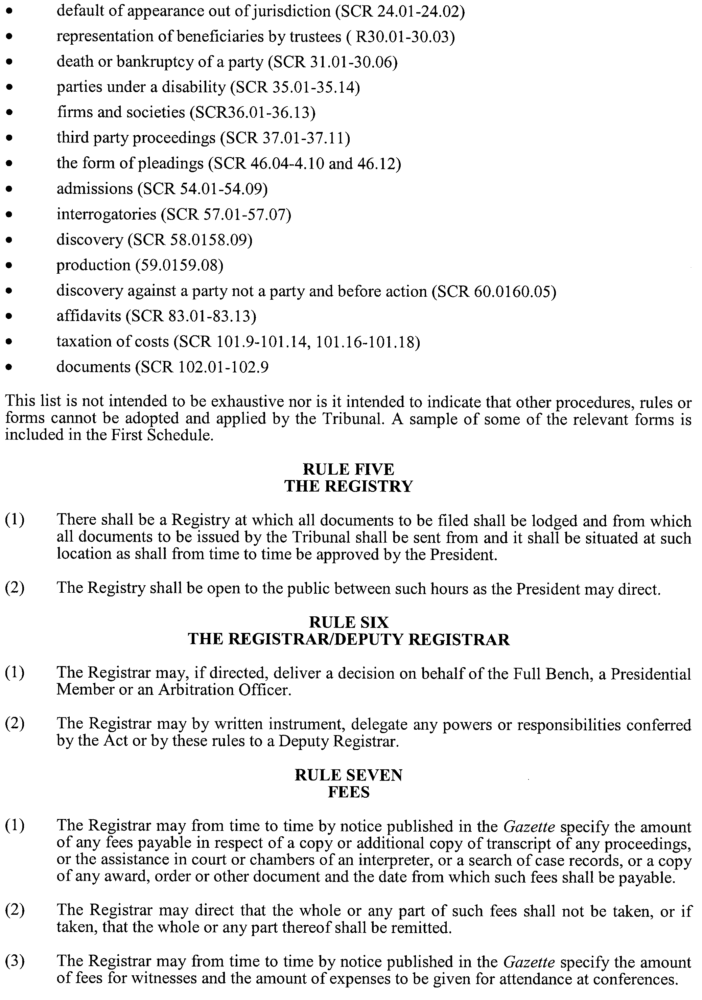 • default of appearance out of jurisdiction (SCR 24.01-24.02)
• representation of beneficiaries by trustees ( R30.01-30.03)
• death or bankruptcy of a party (SCR 31.01-30.06)
• parties under a disability (SCR 35.01-35.14)
• firms and societies (SCR36.01-36.13)
• third party proceedings (SCR 37.01-37.11)
• the form of pleadings (SCR 46.04-4.10 and 46.12)
• admissions (SCR 54.01-54.09)
• interrogatories (SCR 57.01-57.07)
• discovery (SCR 58.0158.09)
• production (59.0159.08)
• discovery against a party not a party and before action (SCR 60.0160.05)
• affidavits (SCR 83.01-83.13)
• taxation of costs (SCR 101.9-101.14, 101.16-101.18)
• documents (SCR 102.01-102.9
This list is not intended to be exhaustive nor is it intended to indicate that other procedures, rules or
forms cannot be adopted and applied by the Tribunal. A sample of some of the relevant forms is
included in the First Schedule.
RULE FIVE
THE REGISTRY
(1) There shall be a Registry at which all documents to be filed shall be lodged and from which
all documents to be issued by the Tribunal shall be sent from and it shall be situated at such
location as shall from time to time be approved by the President.
(2) The Registry shall be open to the public between such hours as the President may direct.
RULE SIX
THE REGISTRAR/DEPUTY REGISTRAR
(1) The Registrar may, if directed, deliver a decision on behalf of the Full Bench, a Presidential
Member or an Arbitration Officer.
(2) The Registrar may by written instrument, delegate any powers or responsibilities conferred
by the Act or by these rules to a Deputy Registrar.
RULE SEVEN
FEES
(1) The Registrar may from time to time by notice published in the Gazette specify the amount
of any fees payable in respect of a copy or additional copy of transcript of any proceedings,
or the assistance in court or chambers of an interpreter, or a search of case records, or a copy
of any award, order or other document and the date from which such fees shall be payable.
(2) The Registrar may direct that the whole or any part of such fees shall not be taken, or if
taken, that the whole or any part thereof shall be remitted.
(3) The Registrar may from time to time by notice published in the Gazette specify the amount
of fees for witnesses and the amount of expenses to be given for attendance at conferences.